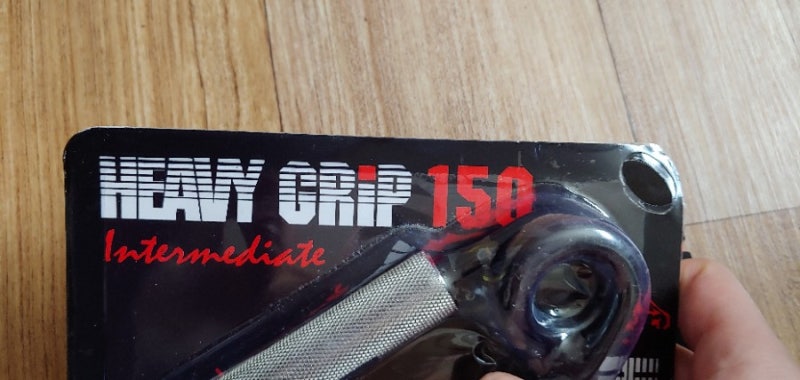 HEAVY GRiP 150
Intermediate